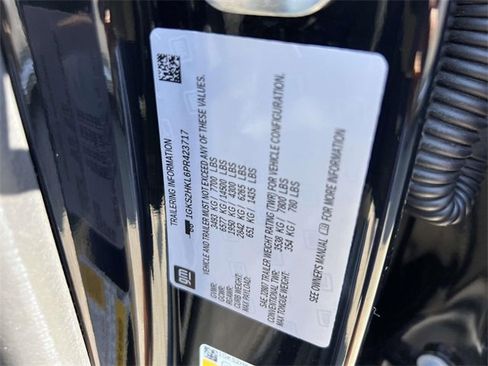 gm
TRAILERING INFORMATION
1GKS2HKL6PR423717
VEHICLE AND TRAILER MUST NOT EXCEED ANY OF THESE VALUES.
GVWR: 3493 KG / 7700 LBS
GCWR: 6577 KG / 14500 LBS
RGAWR: 1950 KG / 4300 LBS
CURB WEIGHT: 2842 KG / 6265 LBS
MAX PAYLOAD: 651 KG / 1435 LBS
SAE J2807 TRAILER WEIGHT RATING (TWR) FOR VEHICLE CONFIGURATION.
CONVENTIONAL TWR: 3538 KG / 7800 LBS
MAX TONGUE WEIGHT: 354 KG / 780 LBS
SEE OWNER'S MANUAL FOR MORE INFORMATION.